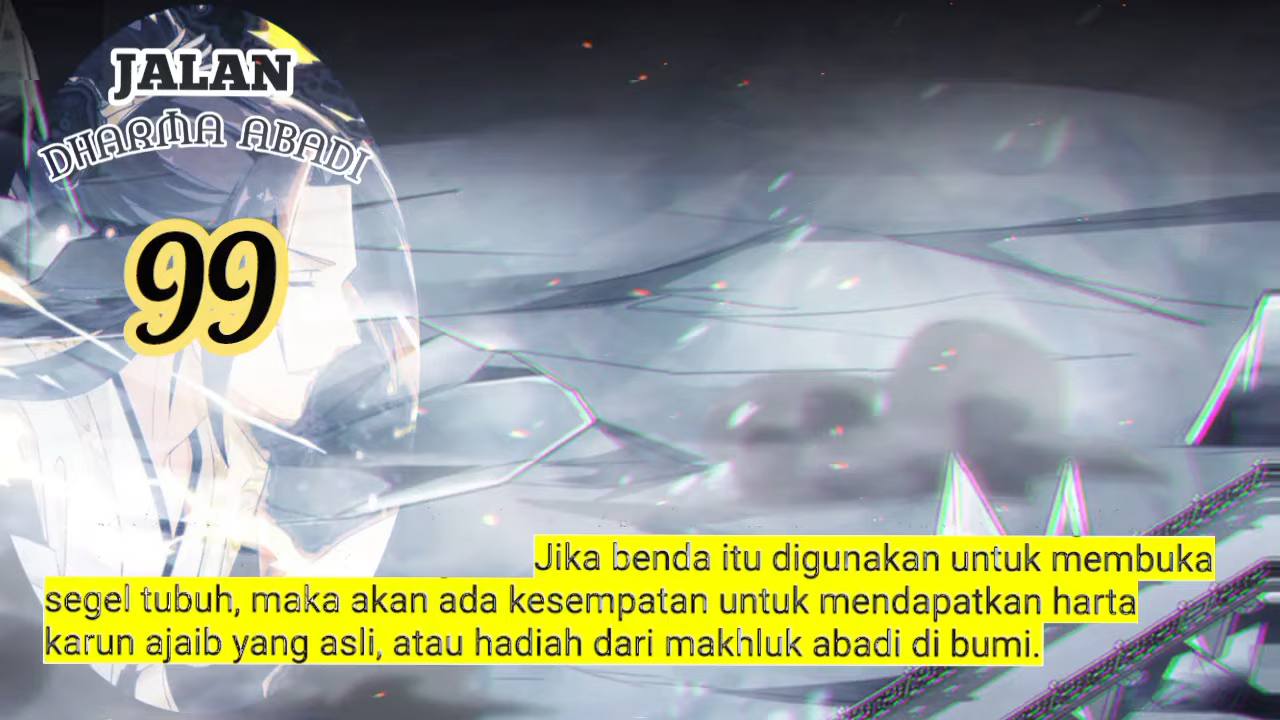 JALAN
DHARMA ABADI
99
Jika benda itu digunakan untuk membuka
segel tubuh, maka akan ada kesempatan untuk mendapatkan harta
karun ajaib yang asli, atau hadiah dari makhluk abadi di bumi.